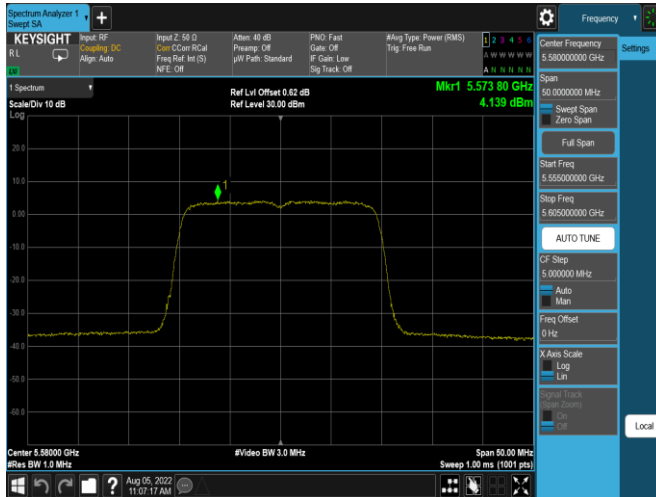 Spectrum Analyzer 1
Swept SA
Frequency
KEYSIGHT
RL
LU
Input: RF
Coupling: DC
Align: Auto
Input Z: 50 Ω
Corr CCorr RCal
Freq Ref: Int (S)
NFE: Off
Atten: 40 dB
Preamp: Off
µW Path: Standard
PNO: Fast
Gate: Off
IF Gain: Low
Sig Track: Off
#Avg Type: Power (RMS)
Trig: Free Run
1 2 3 4 5 6
A W W W W W
A N N N N N
1 Spectrum
Scale/Div 10 dB
Log
Ref Lvl Offset 0.62 dB
Ref Level 30.00 dBm
Mkr1 5.573 80 GHz
4.139 dBm
20.0
10.0
0.00
-10.0
-20.0
-30.0
-40.0
-50.0
-60.0
1
Center 5.58000 GHz
#Res BW 1.0 MHz
#Video BW 3.0 MHz
Span 50.00 MHz
Sweep 1.00 ms (1001 pts)
Aug 05, 2022
11:07:17 AM
Center Frequency
5.580000000 GHz
Settings
Span
50.0000000 MHz
Swept Span
Zero Span
Full Span
Start Freq
5.555000000 GHz
Stop Freq
5.605000000 GHz
AUTO TUNE
CF Step
5.000000 MHz
Auto
Man
Freq Offset
0 Hz
X Axis Scale
Log
Lin
Signal Track
(Span Zoom)
On
Off
Local